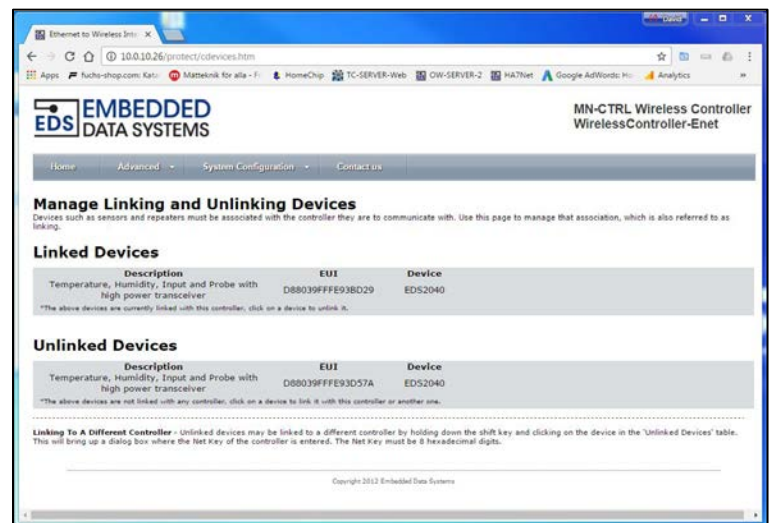 David
Ethernet to Wireless Inte
10.0.10.26/protect/cdevices.htm
Apps fuchs-shop.com: Kata Matteknik för alla - F HomeChip TC-SERVER-Web OW-SERVER-2 HA7Net Google AdWords: Ho Analytics »
EDS EMBEDDED DATA SYSTEMS
MN-CTRL Wireless Controller
WirelessController-Enet
Home Advanced System Configuration Contact us
Manage Linking and Unlinking Devices
Devices such as sensors and repeaters must be associated with the controller they are to communicate with. Use this page to manage that association, which is also referred to as
linking.
Linked Devices
Description EUI Device
Temperature, Humidity, Input and Probe with
high power transceiver D88039FFFE93BD29 EDS2040
*The above devices are currently linked with this controller, click on a device to unlink it.
Unlinked Devices
Description EUI Device
Temperature, Humidity, Input and Probe with
high power transceiver D88039FFFE93D57A EDS2040
*The above devices are not linked with any controller, click on a device to link it with this controller or another one.
Linking To A Different Controller - Unlinked devices may be linked to a different controller by holding down the shift key and clicking on the device in the 'Unlinked Devices' table.
This will bring up a dialog box where the Net Key of the controller is entered. The Net Key must be 8 hexadecimal digits.
Copyright 2012 Embedded Data Systems